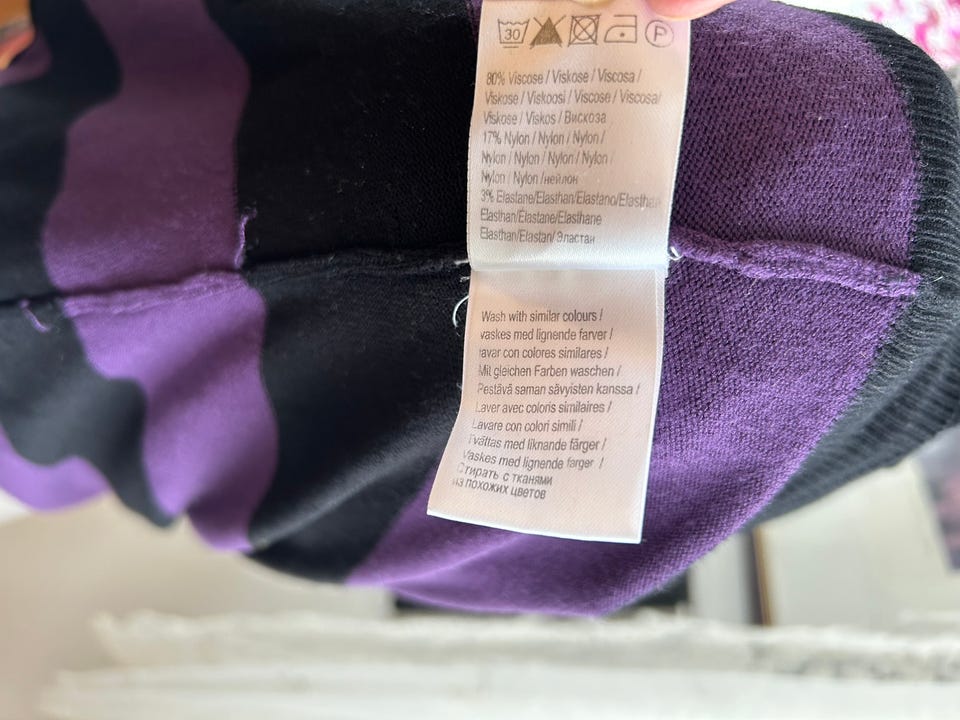 30 P
80% Viscose / Viskose / Viscosa /
Viskose / Viskoosi / Viscose / Viscosa/
Viskose / Viskos / Вискоза
17% Nylon / Nylon / Nylon /
Nylon / Nylon / Nylon / Nylon /
Nylon / Nylon /нейлон
3% Elastane/Elasthan/Elastano/Elasthan
Elasthan/Élastane/Elasthane
Elasthan/Elastan/ Эластан
Wash with similar colours /
vaskes med lignende farver /
lavar con colores similares /
Mit gleichen Farben waschen /
Pestävä saman sävyisten kanssa /
Laver avec coloris similaires /
Lavare con colori simili /
Tvättas med liknande färger /
Vaskes med lignende farger /
Стирать с тканями
из похожих цветов